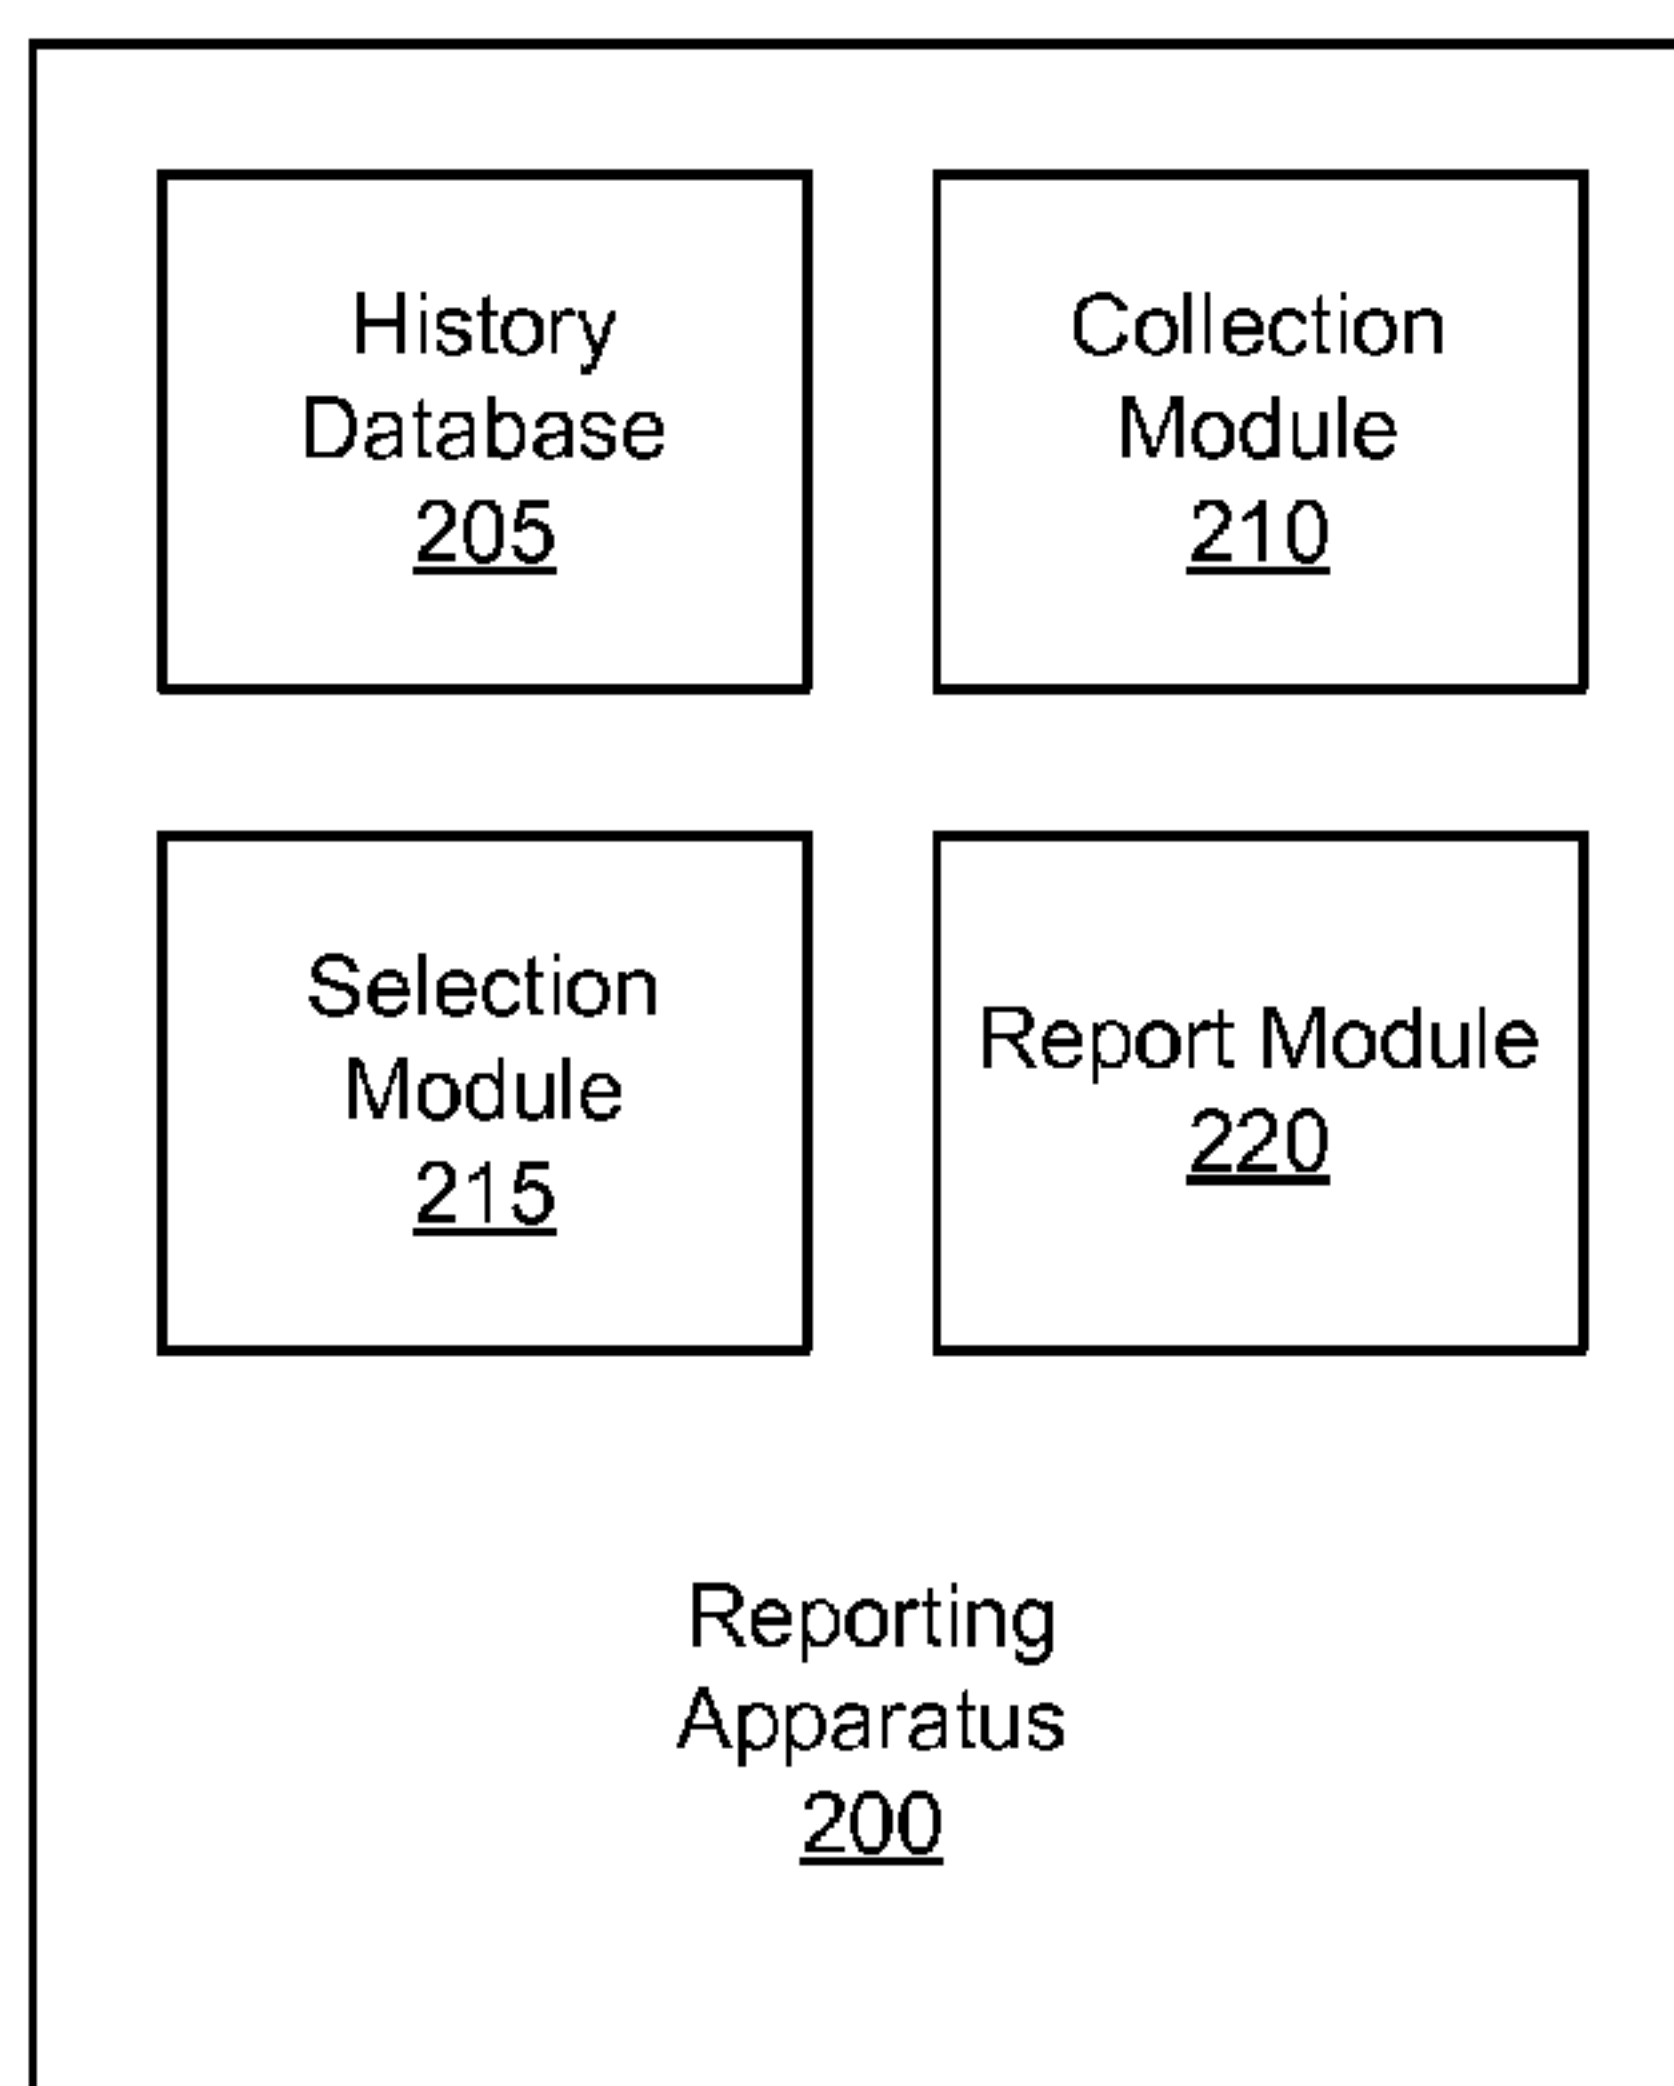 History
Database
205
Collection
Module
210
Selection
Module
215
Report Module
220
Reporting
Apparatus
200